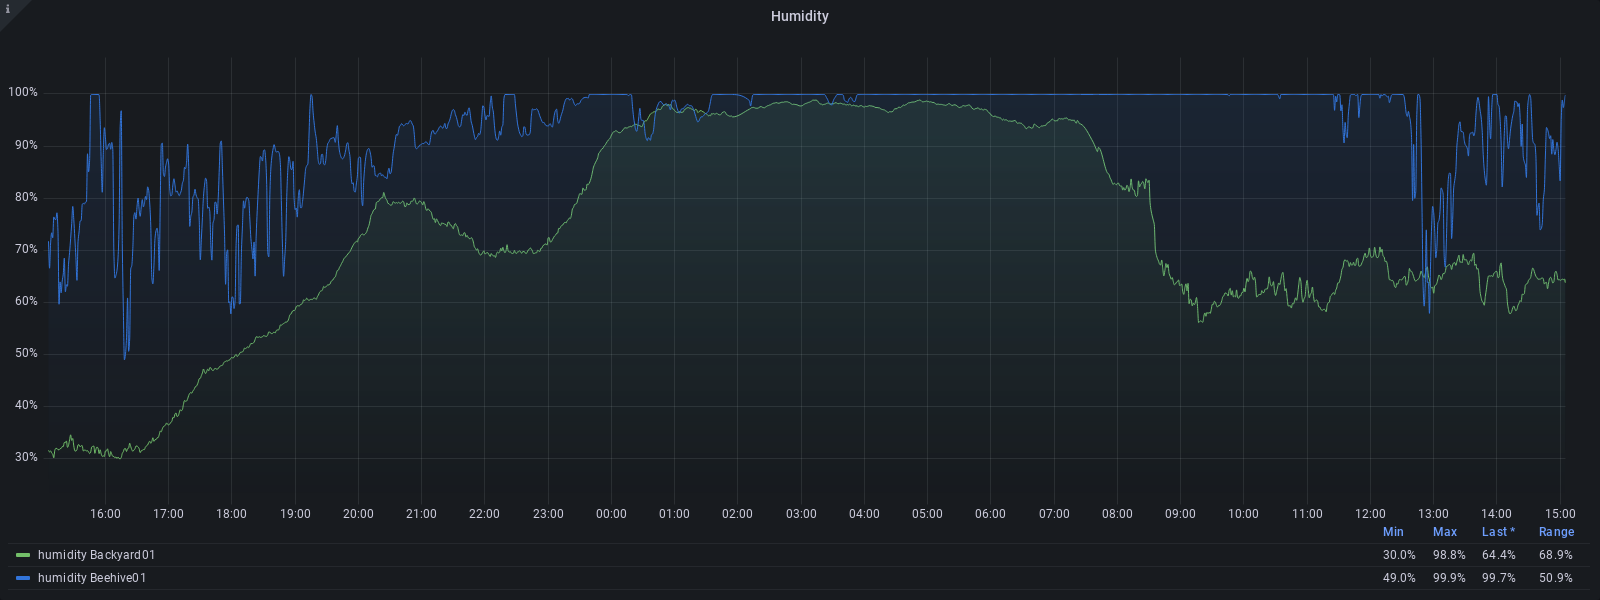 i
Humidity
100%
90%
80%
70%
60%
50%
40%
30%
16:00 17:00 18:00 19:00 20:00 21:00 22:00 23:00 00:00 01:00 02:00 03:00 04:00 05:00 06:00 07:00 08:00 09:00 10:00 11:00 12:00 13:00 14:00 15:00
Min Max Last * Range
humidity Backyard01 30.0% 98.8% 64.4% 68.9%
humidity Beehive01 49.0% 99.9% 99.7% 50.9%